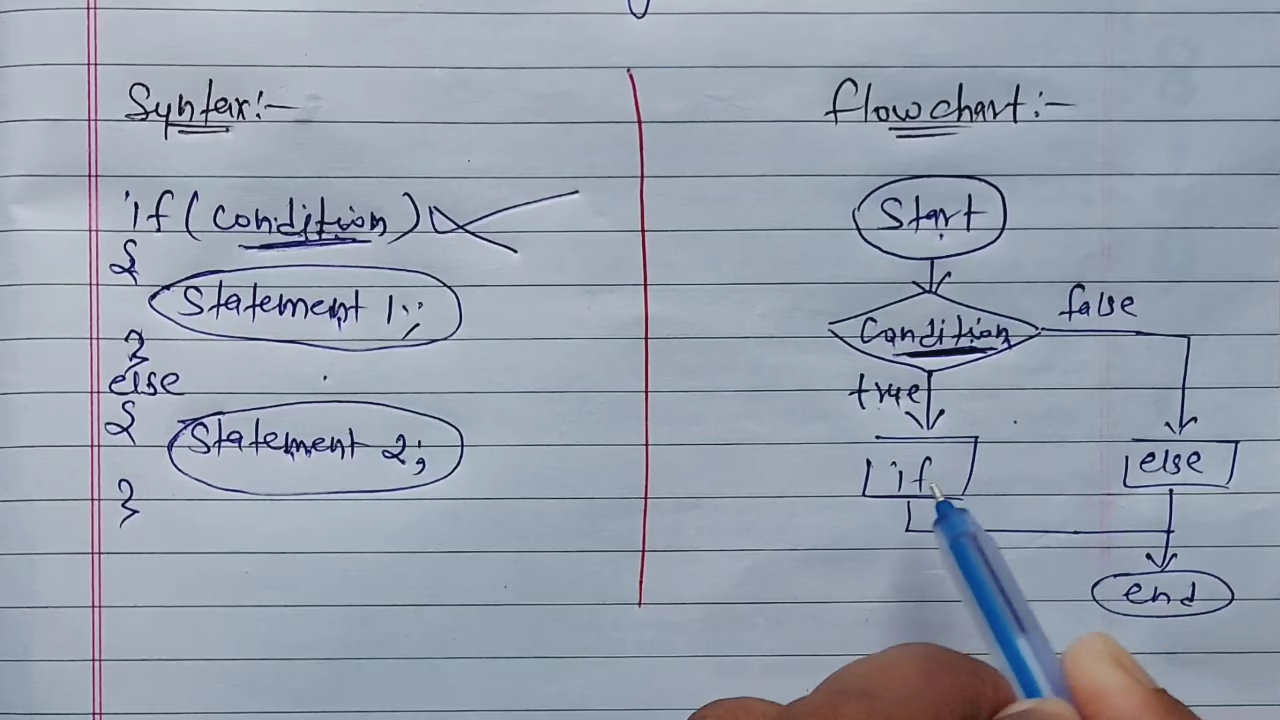 Syntax:-
if(condition)
{
Statement 1;
}
else
{
Statement 2;
}
flowchart:-
Start
Condition
false
true
if
else
end